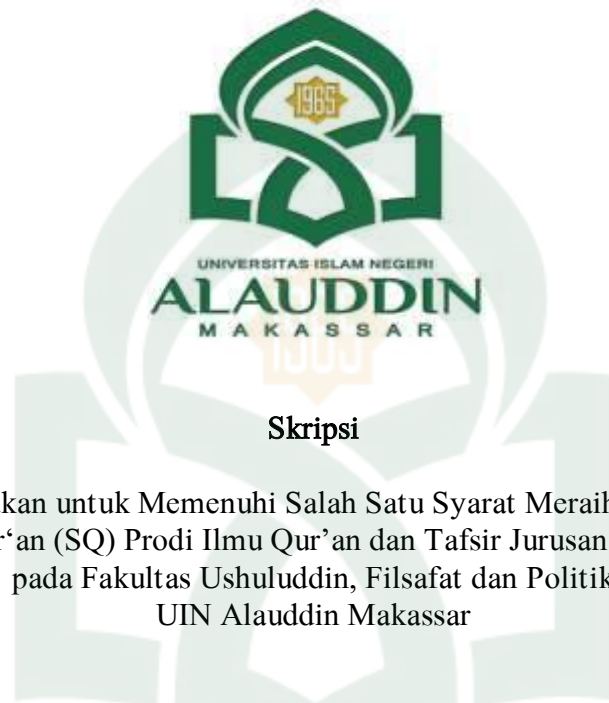 1965
UNIVERSITAS ISLAM NEGERI
ALAUDDIN
MAKASSAR
1965
Skripsi
kan untuk Memenuhi Salah Satu Syarat Meraih
r‘an (SQ) Prodi Ilmu Qur’an dan Tafsir Jurusan
pada Fakultas Ushuluddin, Filsafat dan Politik
UIN Alauddin Makassar